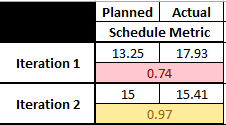 Planned Actual
Schedule Metric
Iteration 1 13.25 17.93
0.74
Iteration 2 15 15.41
0.97